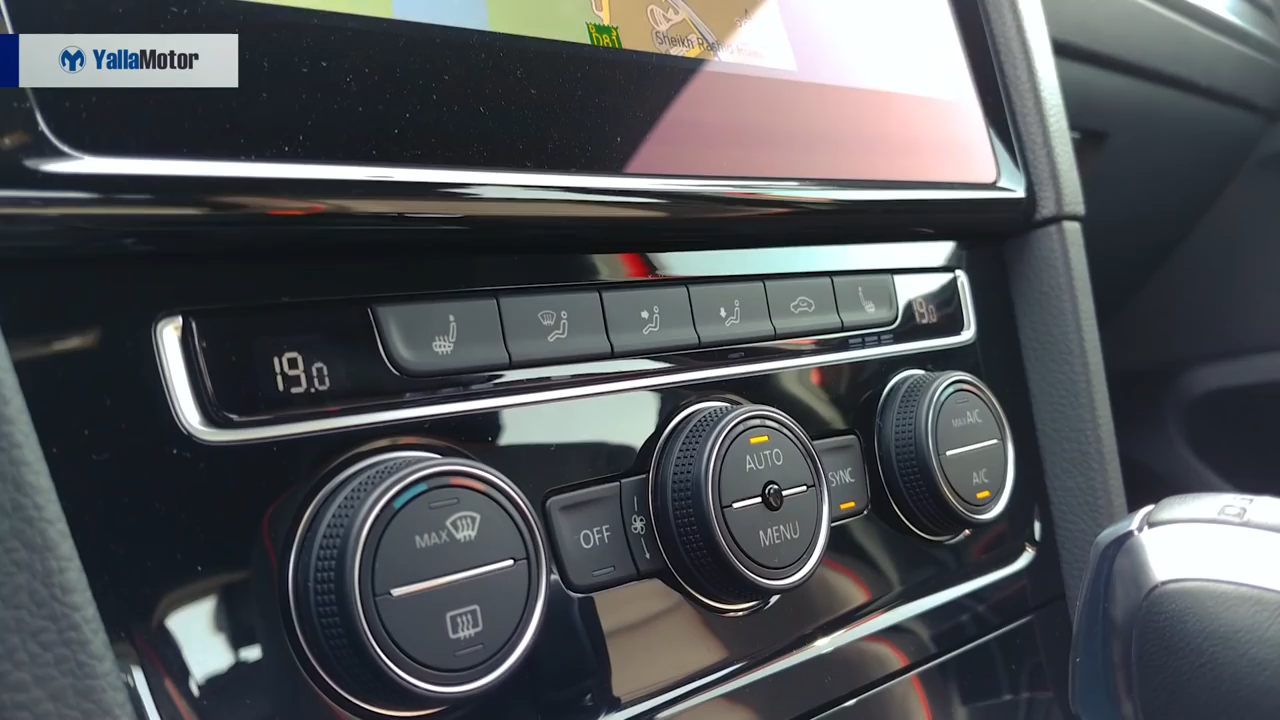 YallaMotor
D81
Sheikh Rashid
19.0
19.0
MAX
OFF
AUTO
MENU
SYNC
MAX A/C
A/C